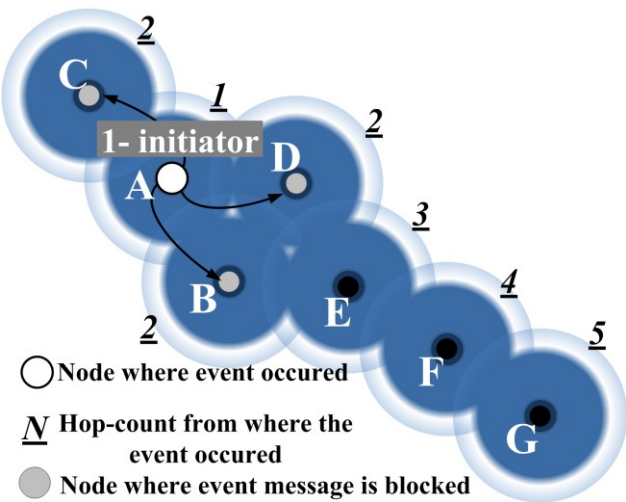 2
C
1
1- initiator
2
D
A
3
B
E
4
2
F
5
G
Node where event occured
N Hop-count from where the
event occured
Node where event message is blocked